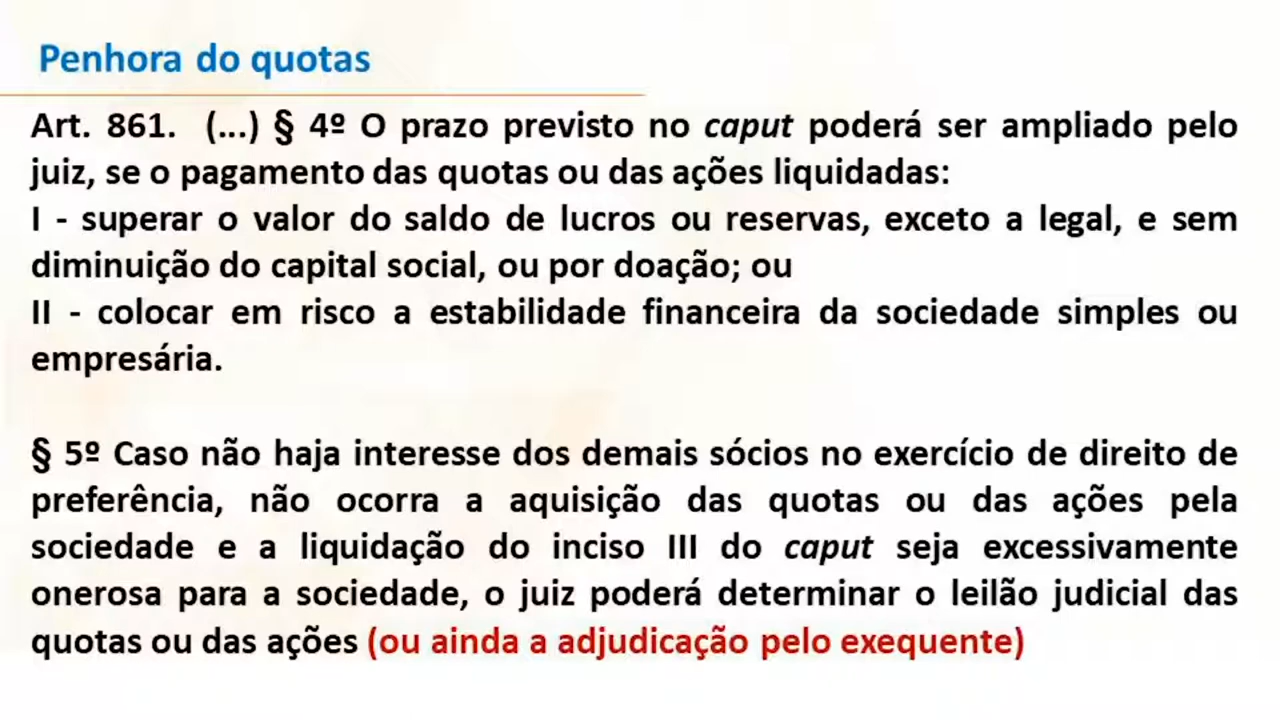 Penhora do quotas
Art. 861. (...) § 4º O prazo previsto no caput poderá ser ampliado pelo
juiz, se o pagamento das quotas ou das ações liquidadas:
I - superar o valor do saldo de lucros ou reservas, exceto a legal, e sem
diminuição do capital social, ou por doação; ou
II - colocar em risco a estabilidade financeira da sociedade simples ou
empresária.
§ 5º Caso não haja interesse dos demais sócios no exercício de direito de
preferência, não ocorra a aquisição das quotas ou das ações pela
sociedade e a liquidação do inciso III do caput seja excessivamente
onerosa para a sociedade, o juiz poderá determinar o leilão judicial das
quotas ou das ações (ou ainda a adjudicação pelo exequente)